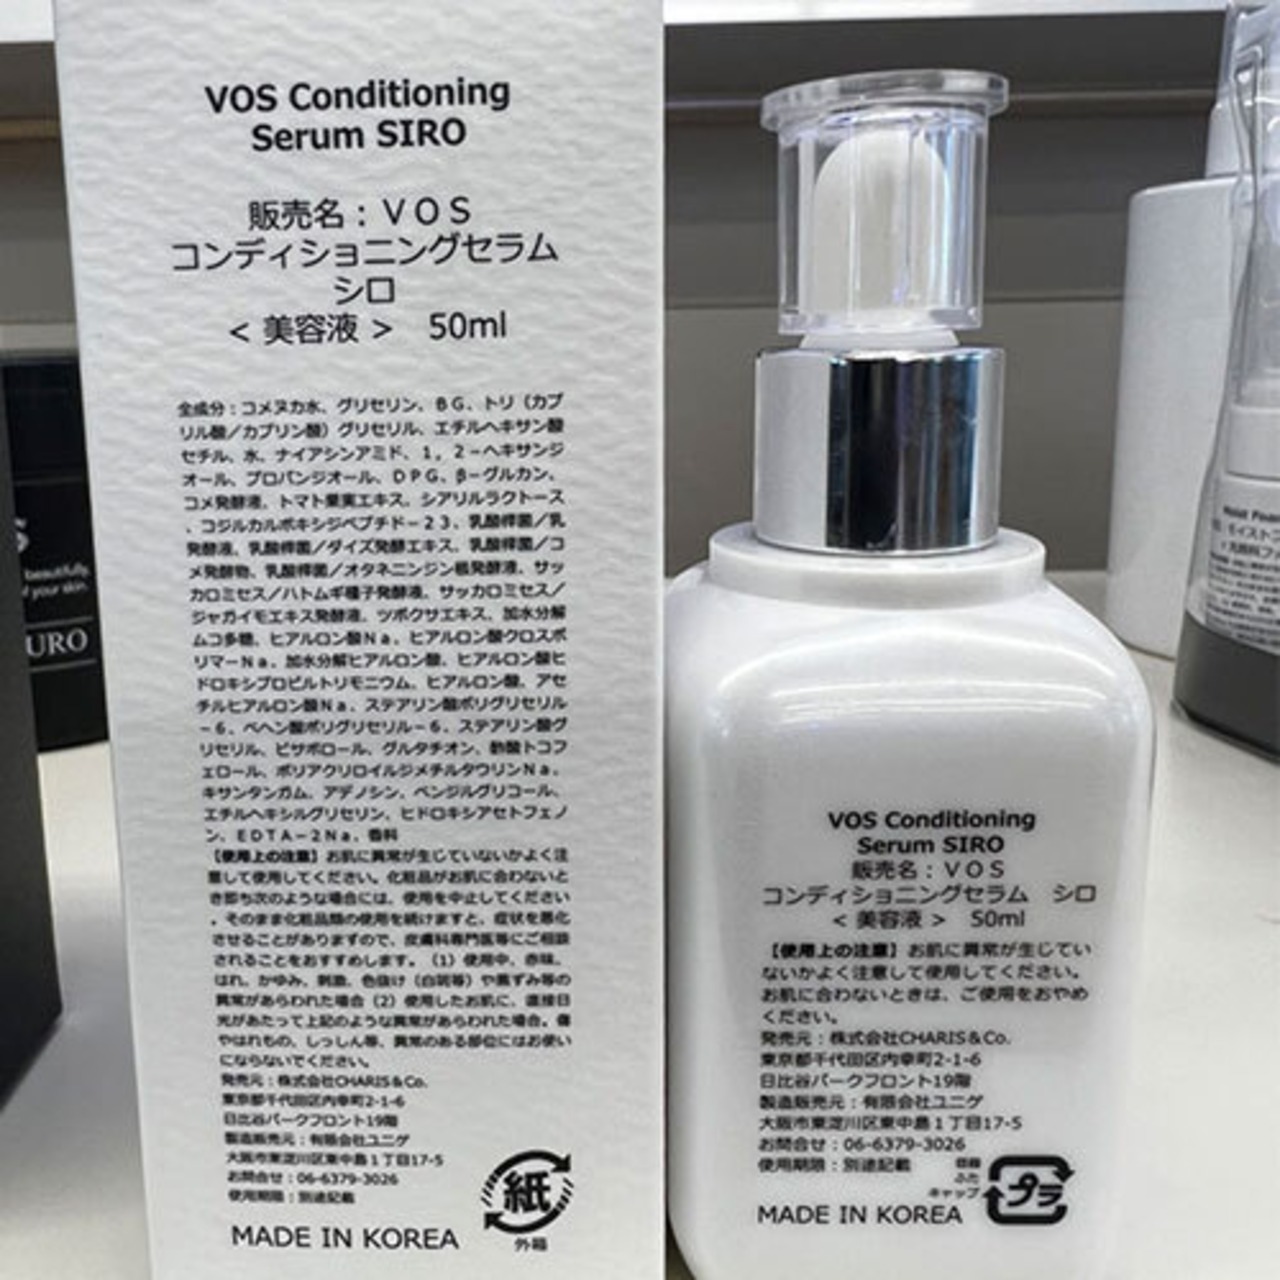 VOS Conditioning
Serum SIRO
販売名：ＶＯＳ
コンディショニングセラム
シロ
＜ 美容液 ＞　50ml
全成分：コメヌカ水、グリセリン、ＢＧ、トリ（カプ
リル酸／カプリン酸）グリセリル、エチルヘキサン酸
セチル、水、ナイアシンアミド、１，２－ヘキサンジ
オール、プロパンジオール、ＤＰＧ、β－グルカン、
コメ発酵液、トマト果実エキス、シアリルラクトース
、コジルカルボキシジペプチド－２３、乳酸桿菌／乳
発酵液、乳酸桿菌／ダイズ発酵エキス、乳酸桿菌／コ
メ発酵物、乳酸桿菌／オタネニンジン根発酵液、サッ
カロミセス／ハトムギ種子発酵液、サッカロミセス／
ジャガイモエキス発酵液、ツボクサエキス、加水分解
ムコ多糖、ヒアルロン酸Ｎａ、ヒアルロン酸クロスポ
リマーＮａ、加水分解ヒアルロン酸、ヒアルロン酸ヒ
ドロキシプロピルトリモニウム、ヒアルロン酸、アセ
チルヒアルロン酸Ｎａ、ステアリン酸ポリグリセリル
－６、ベヘン酸ポリグリセリル－６、ステアリン酸グ
リセリル、ビサボロール、グルタチオン、酢酸トコフ
ェロール、ポリアクリロイルジメチルタウリンＮａ、
キサンタンガム、アデノシン、ベンジルグリコール、
エチルヘキシルグリセリン、ヒドロキシアセトフェノ
ン、ＥＤＴＡ－２Ｎａ、香料
【使用上の注意】お肌に異常が生じていないかよく注
意して使用してください。化粧品がお肌に合わないと
き即ち次のような場合には、使用を中止してください
。そのまま化粧品類の使用を続けますと、症状を悪化
させることがありますので、皮膚科専門医等にご相談
されることをおすすめします。（1）使用中、赤味、
はれ、かゆみ、刺激、色抜け（白斑等）や黒ずみ等の
異常があらわれた場合（2）使用したお肌に、直接日
光があたって上記のような異常があらわれた場合。傷
やはれもの、しっしん等、異常のある部位にはお使い
にならないでください。
発売元：株式会社CHARIS＆Co.
東京都千代田区内幸町2-1-6
日比谷パークフロント19階
製造販売元：有限会社ユニゲ
大阪市東淀川区東中島１丁目17-5
お問合せ：06-6379-3026
使用期限：別途記載
紙
外箱
MADE IN KOREA
VOS Conditioning
Serum SIRO
販売名：ＶＯＳ
コンディショニングセラム　シロ
＜ 美容液 ＞　50ml
【使用上の注意】お肌に異常が生じてい
ないかよく注意して使用してください。
お肌に合わないときは、ご使用をおやめ
ください。
発売元：株式会社CHARIS＆Co.
東京都千代田区内幸町2-1-6
日比谷パークフロント19階
製造販売元：有限会社ユニゲ
大阪市東淀川区東中島１丁目17-5
お問合せ：06-6379-3026
使用期限：別途記載
容器
ふた
キャップ
プラ
MADE IN KOREA
beautifully
your skin.
URO